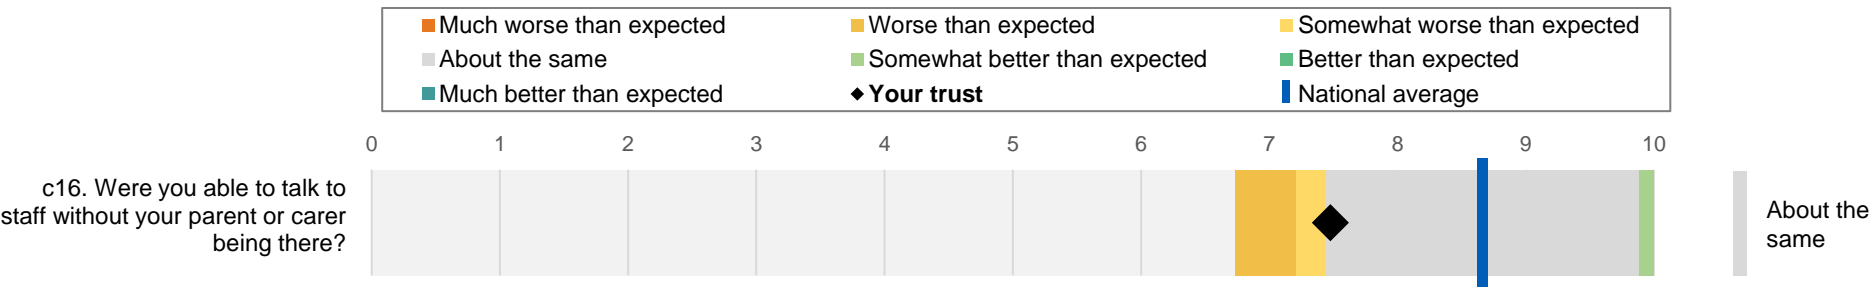 Much worse than expected
Worse than expected
Somewhat worse than expected
About the same
Somewhat better than expected
Better than expected
Much better than expected
Your trust
National average
0 1 2 3 4 5 6 7 8 9 10
c16. Were you able to talk to
staff without your parent or carer
being there?
About the
same